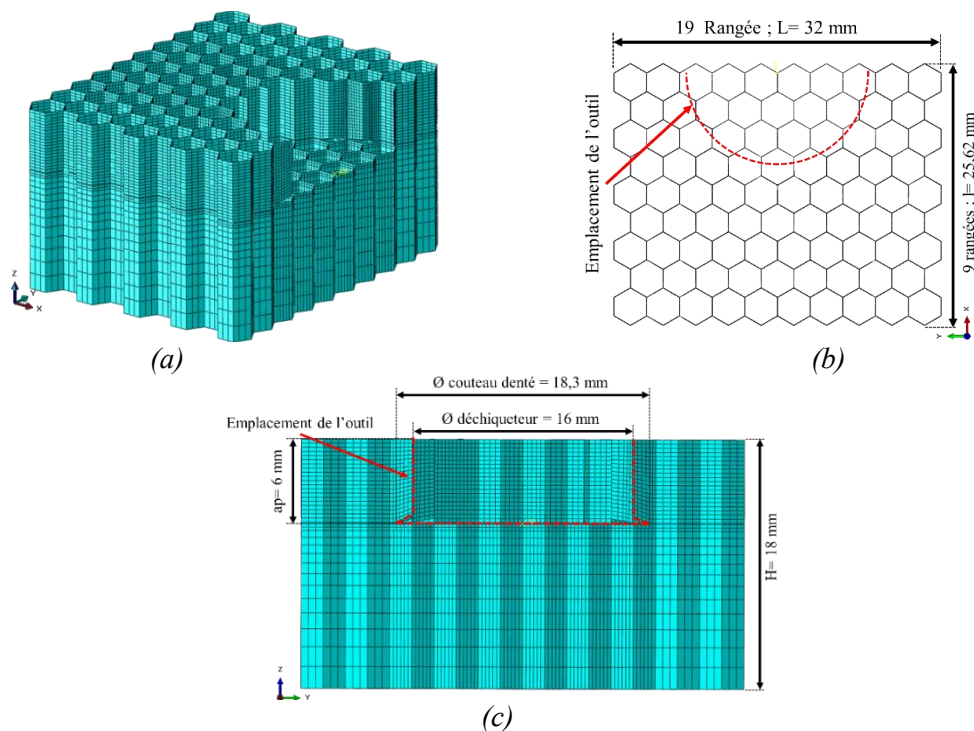 Z
Y
X
(a)
19 Rangée ; L= 32 mm
Emplacement de l’outil
9 rangées ; l= 25,62 mm
X
Y
(b)
Ø couteau denté = 18,3 mm
Emplacement de l’outil
Ø déchiqueteur = 16 mm
ap= 6 mm
H= 18 mm
Z
Y
(c)